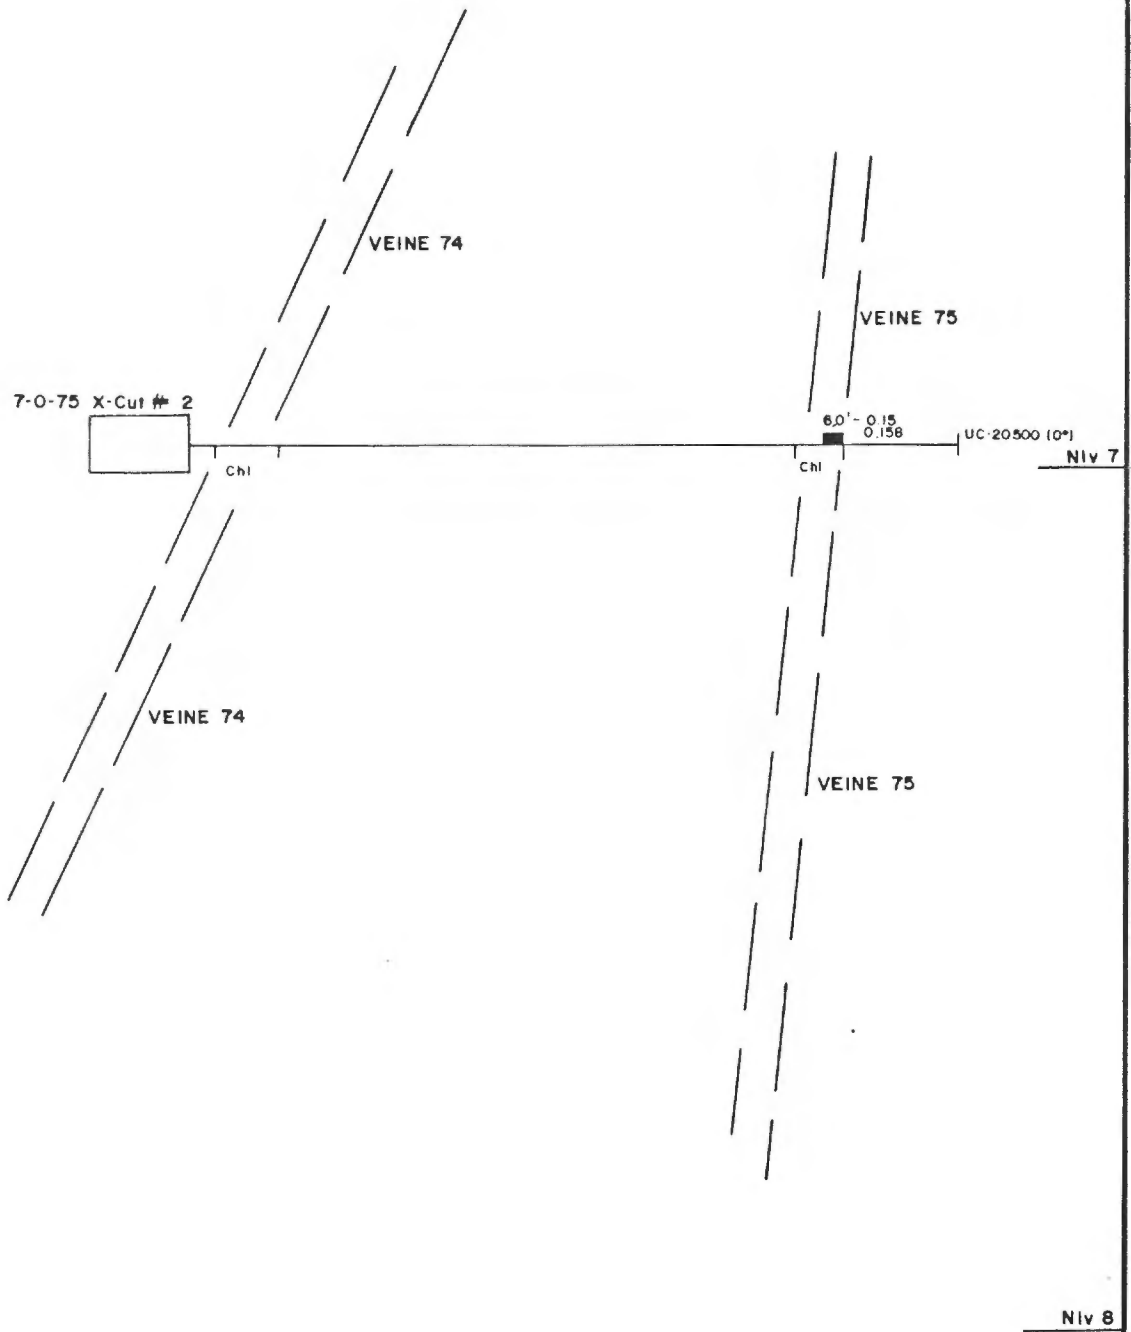 VEINE 74
VEINE 75
7-0-75 X-Cut # 2
6.0' - 0.15
0.158
UC-20500 (0°)
Niv 7
Chl
Chl
VEINE 74
VEINE 75
Niv 8